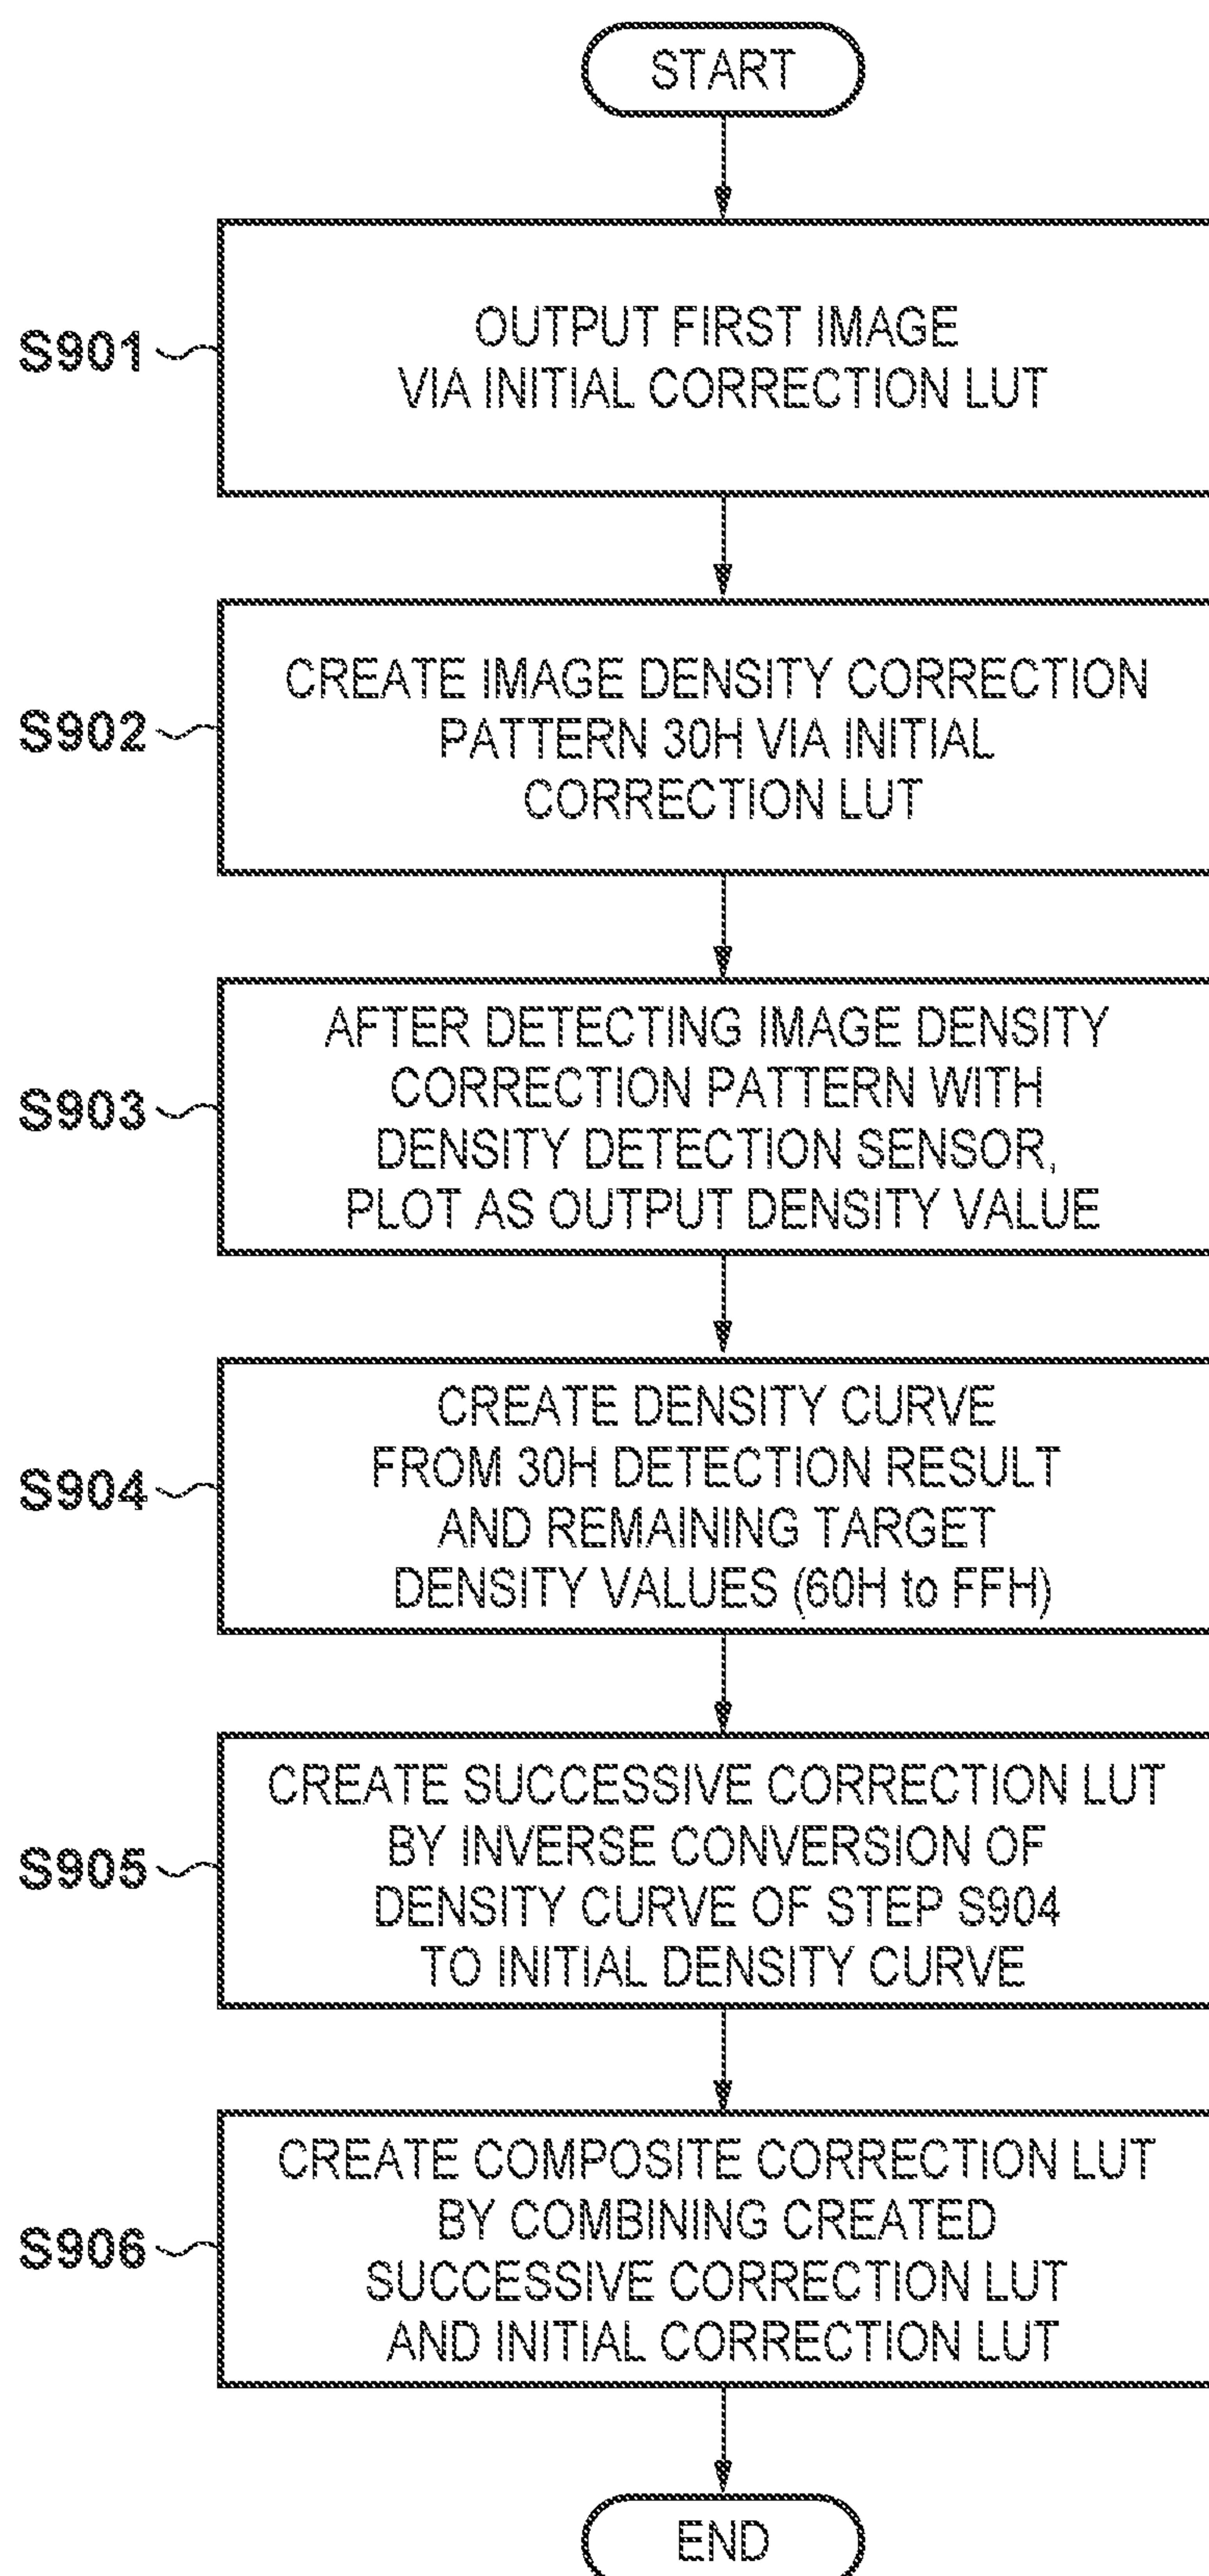 START
S901
OUTPUT FIRST IMAGE
VIA INITIAL CORRECTION LUT
S902
CREATE IMAGE DENSITY CORRECTION
PATTERN 30H VIA INITIAL
CORRECTION LUT
S903
AFTER DETECTING IMAGE DENSITY
CORRECTION PATTERN WITH
DENSITY DETECTION SENSOR,
PLOT AS OUTPUT DENSITY VALUE
S904
CREATE DENSITY CURVE
FROM 30H DETECTION RESULT
AND REMAINING TARGET
DENSITY VALUES (60H to FFH)
S905
CREATE SUCCESSIVE CORRECTION LUT
BY INVERSE CONVERSION OF
DENSITY CURVE OF STEP S904
TO INITIAL DENSITY CURVE
S906
CREATE COMPOSITE CORRECTION LUT
BY COMBINING CREATED
SUCCESSIVE CORRECTION LUT
AND INITIAL CORRECTION LUT
END